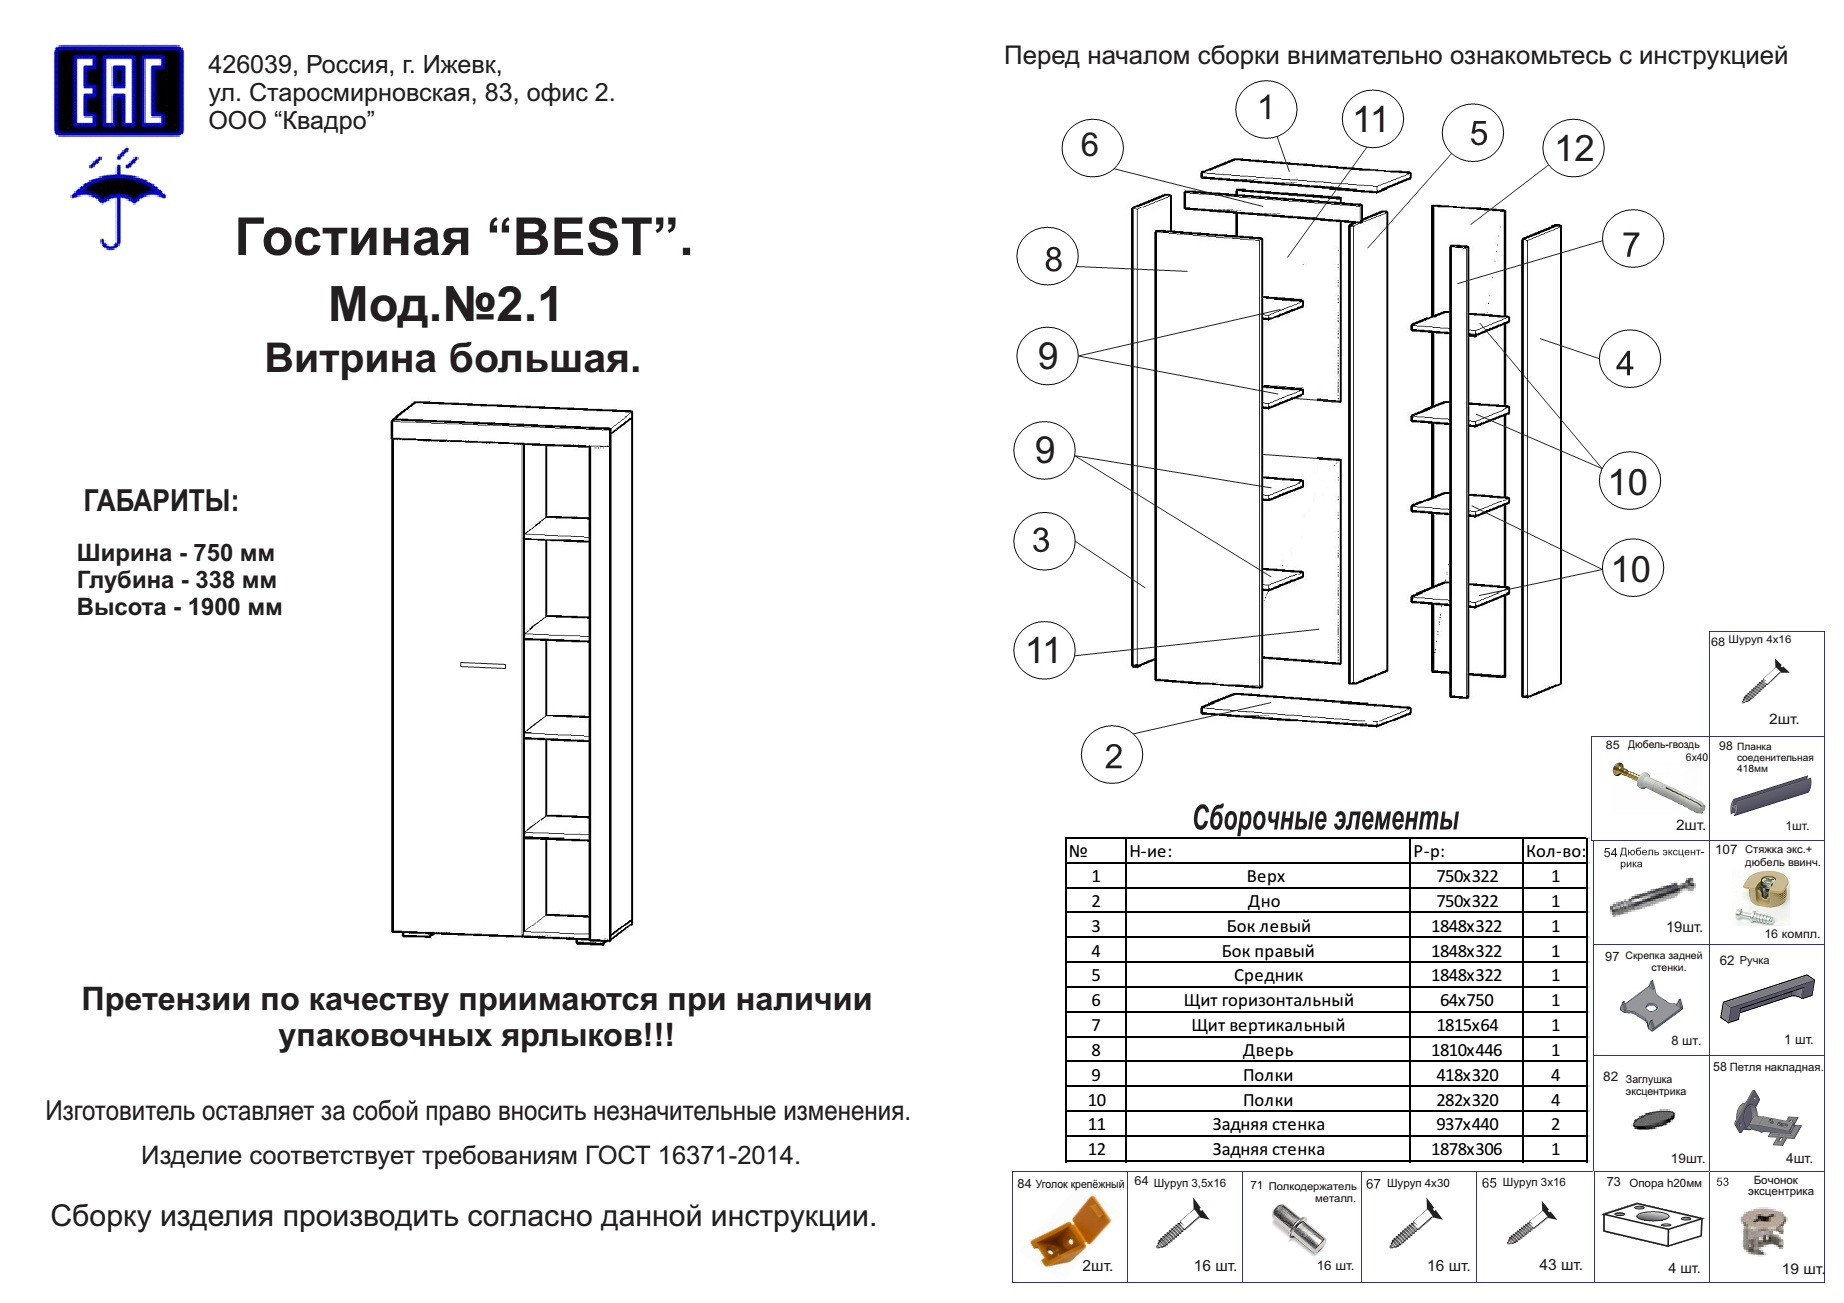 EAC
426039, Россия, г. Ижевк,
ул. Старосмирновская, 83, офис 2.
ООО “Квадро”
Гостиная “BEST”.
Мод.№2.1
Витрина большая.
ГАБАРИТЫ:
Ширина - 750 мм
Глубина - 338 мм
Высота - 1900 мм
Претензии по качеству приимаются при наличии
упаковочных ярлыков!!!
Изготовитель оставляет за собой право вносить незначительные изменения.
Изделие соответствует требованиям ГОСТ 16371-2014.
Сборку изделия производить согласно данной инструкции.
Перед началом сборки внимательно ознакомьтесь с инструкцией
1
11
5
6
12
7
8
9
4
9
10
3
10
11
2
68 Шуруп 4х16
2шт.
85 Дюбель-гвоздь
6х40
2шт.
98 Планка
соеденительная
418мм
1шт.
Сборочные элементы
№ Н-ие: Р-р: Кол-во:
1 Верх 750х322 1
2 Дно 750х322 1
3 Бок левый 1848х322 1
4 Бок правый 1848х322 1
5 Средник 1848х322 1
6 Щит горизонтальный 64х750 1
7 Щит вертикальный 1815х64 1
8 Дверь 1810х446 1
9 Полки 418х320 4
10 Полки 282х320 4
11 Задняя стенка 937х440 2
12 Задняя стенка 1878х306 1
54 Дюбель эксцент-
рика
19шт.
107 Стяжка экс.+
дюбель ввинч.
16 компл.
97 Скрепка задней
стенки.
8 шт.
62 Ручка
1 шт.
82 Заглушка
эксцентрика
19шт.
58 Петля накладная.
4шт.
84 Уголок крепёжный
2шт.
64 Шуруп 3,5х16
16 шт.
71 Полкодержатель
металл.
16 шт.
67 Шуруп 4х30
16 шт.
65 Шуруп 3х16
43 шт.
73 Опора h20мм
4 шт.
53 Бочонок
эксцентрика
19 шт.